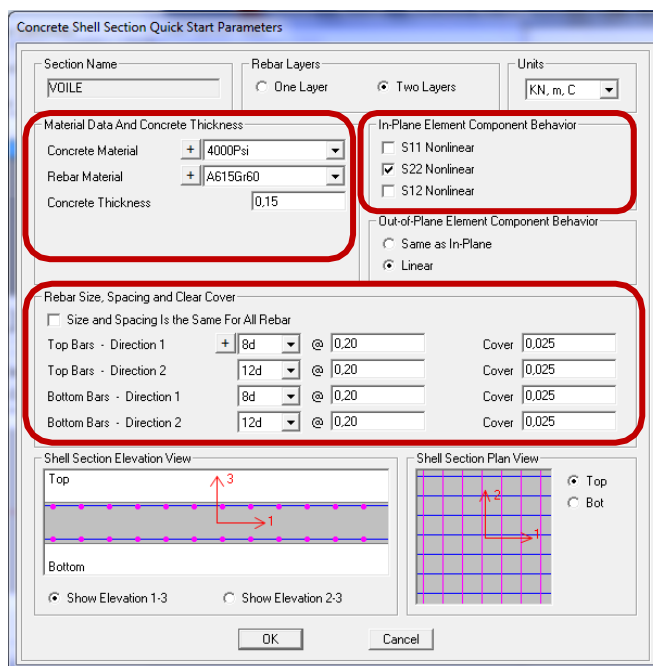 Concrete Shell Section Quick Start Parameters
Section Name
VOILE
Rebar Layers
One Layer
Two Layers
Units
KN, m, C
Material Data And Concrete Thickness
Concrete Material + 4000Psi
Rebar Material + A615Gr60
Concrete Thickness 0,15
In-Plane Element Component Behavior
S11 Nonlinear
S22 Nonlinear
S12 Nonlinear
Out-of-Plane Element Component Behavior
Same as In-Plane
Linear
Rebar Size, Spacing and Clear Cover
Size and Spacing Is the Same For All Rebar
Top Bars - Direction 1 + 8d @ 0,20 Cover 0,025
Top Bars - Direction 2 12d @ 0,20 Cover 0,025
Bottom Bars - Direction 1 8d @ 0,20 Cover 0,025
Bottom Bars - Direction 2 12d @ 0,20 Cover 0,025
Shell Section Elevation View
Top
3
1
Bottom
Show Elevation 1-3
Show Elevation 2-3
Shell Section Plan View
2
1
Top
Bot
OK
Cancel